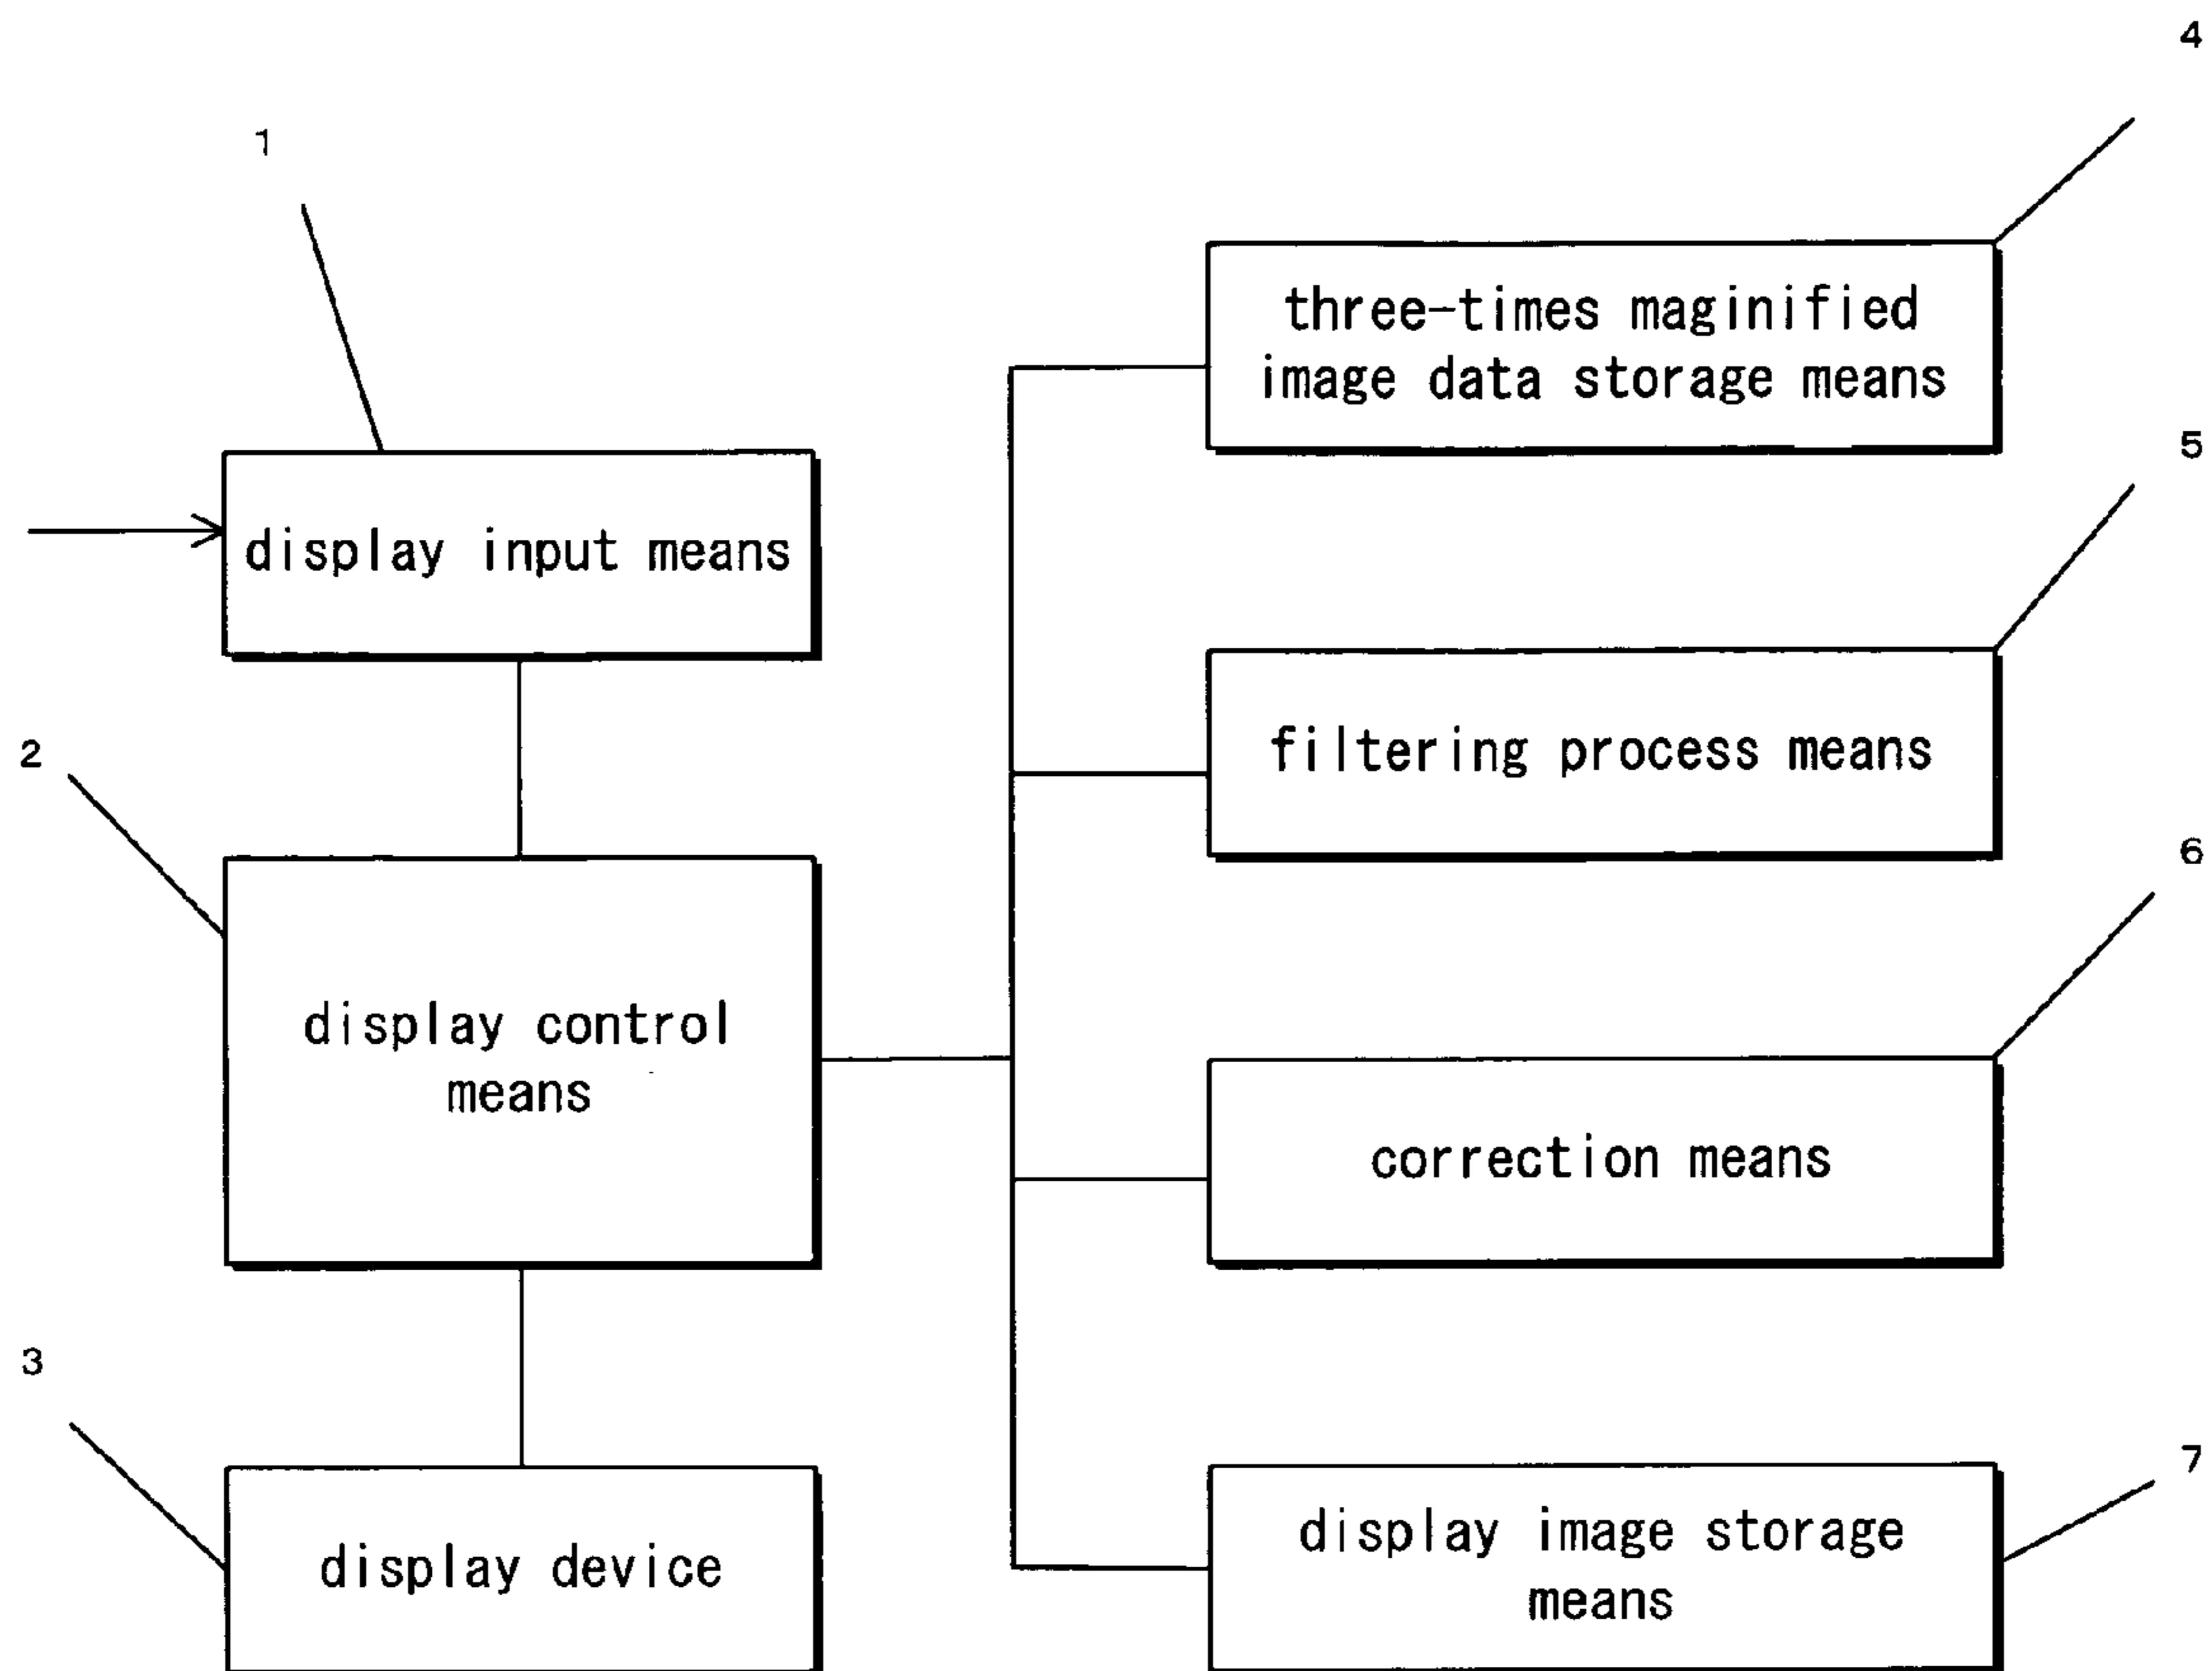 4
1
three-times maginified
image data storage means
5
display input means
2
filtering process means
6
display control
means
correction means
3
7
display image storage
means
display device